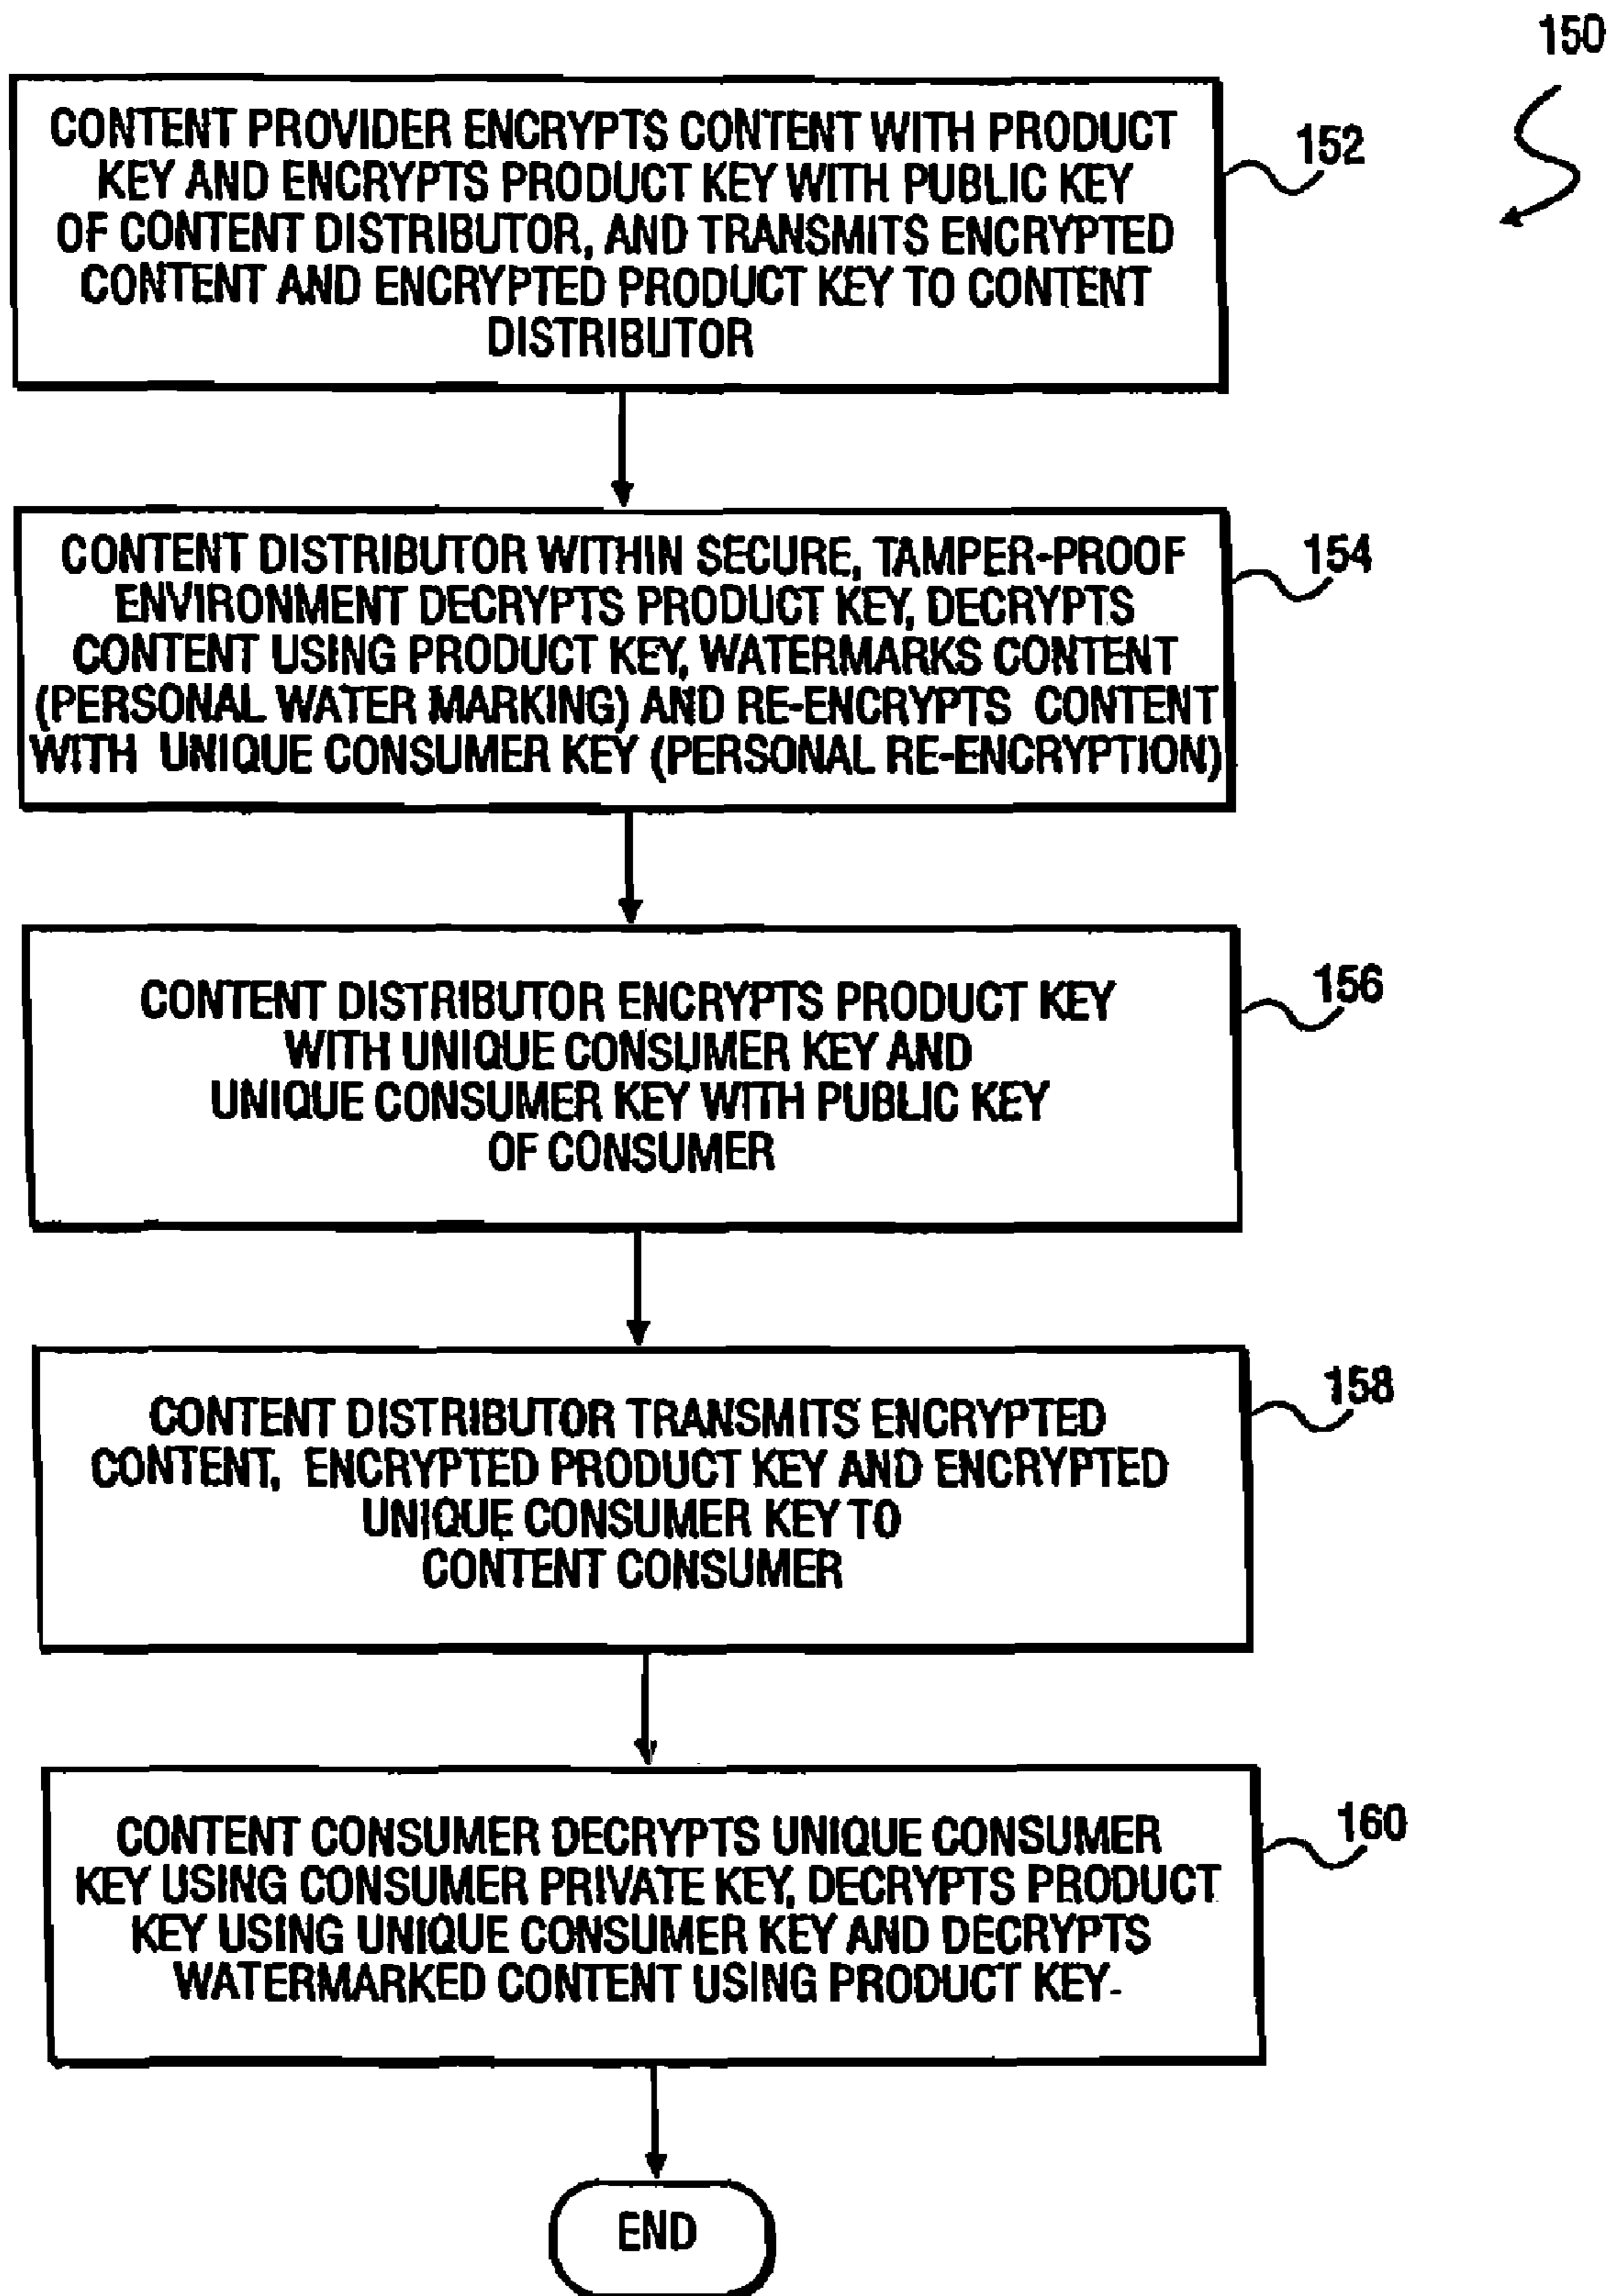 150
CONTENT PROVIDER ENCRYPTS CONTENT WITH PRODUCT
KEY AND ENCRYPTS PRODUCT KEY WITH PUBLIC KEY
OF CONTENT DISTRIBUTOR, AND TRANSMITS ENCRYPTED
CONTENT AND ENCRYPTED PRODUCT KEY TO CONTENT
DISTRIBUTOR
152
CONTENT DISTRIBUTOR WITHIN SECURE, TAMPER-PROOF
ENVIRONMENT DECRYPTS PRODUCT KEY, DECRYPTS
CONTENT USING PRODUCT KEY, WATERMARKS CONTENT
(PERSONAL WATER MARKING) AND RE-ENCRYPTS CONTENT
WITH UNIQUE CONSUMER KEY (PERSONAL RE-ENCRYPTION)
154
CONTENT DISTRIBUTOR ENCRYPTS PRODUCT KEY
WITH UNIQUE CONSUMER KEY AND
UNIQUE CONSUMER KEY WITH PUBLIC KEY
OF CONSUMER
156
CONTENT DISTRIBUTOR TRANSMITS ENCRYPTED
CONTENT, ENCRYPTED PRODUCT KEY AND ENCRYPTED
UNIQUE CONSUMER KEY TO
CONTENT CONSUMER
158
CONTENT CONSUMER DECRYPTS UNIQUE CONSUMER
KEY USING CONSUMER PRIVATE KEY, DECRYPTS PRODUCT
KEY USING UNIQUE CONSUMER KEY AND DECRYPTS
WATERMARKED CONTENT USING PRODUCT KEY-
160
END